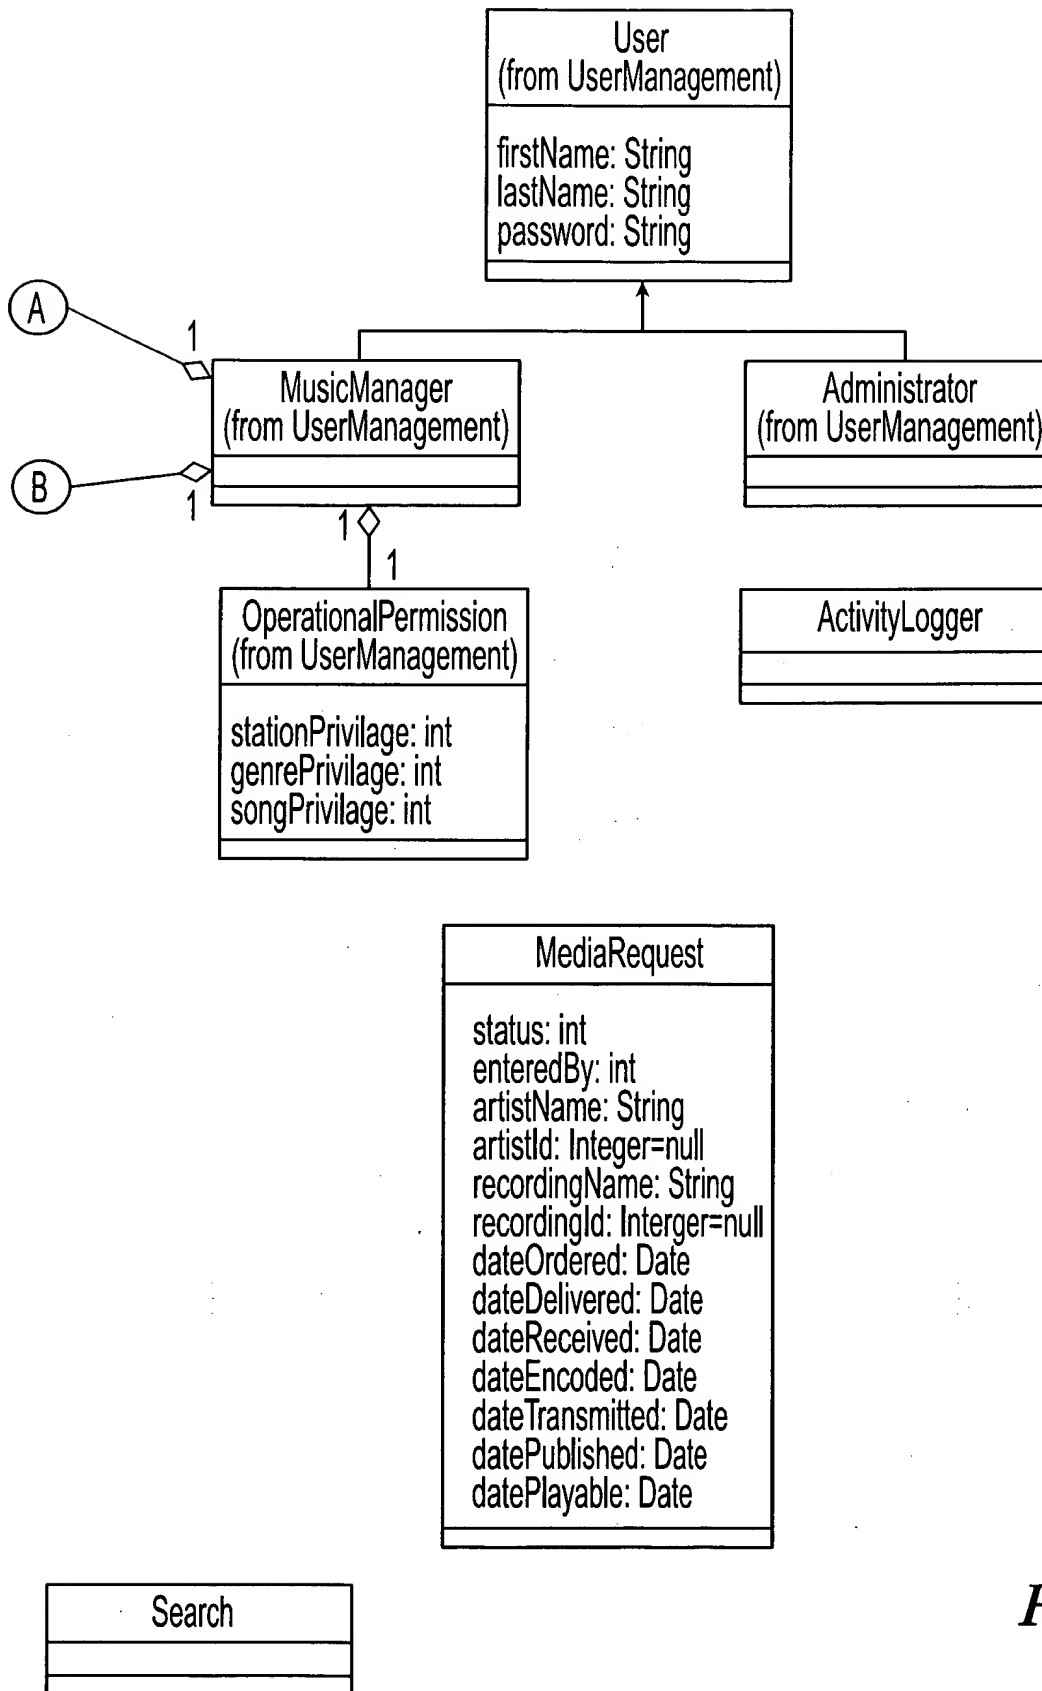 User
(from UserManagement)
firstName: String
lastName: String
password: String
A
1
MusicManager
(from UserManagement)
Administrator
(from UserManagement)
B
1
1
1
OperationalPermission
(from UserManagement)
ActivityLogger
stationPrivilage: int
genrePrivilage: int
songPrivilage: int
MediaRequest
status: int
enteredBy: int
artistName: String
artistId: Integer=null
recordingName: String
recordingId: Interger=null
dateOrdered: Date
dateDelivered: Date
dateReceived: Date
dateEncoded: Date
dateTransmitted: Date
datePublished: Date
datePlayable: Date
Search